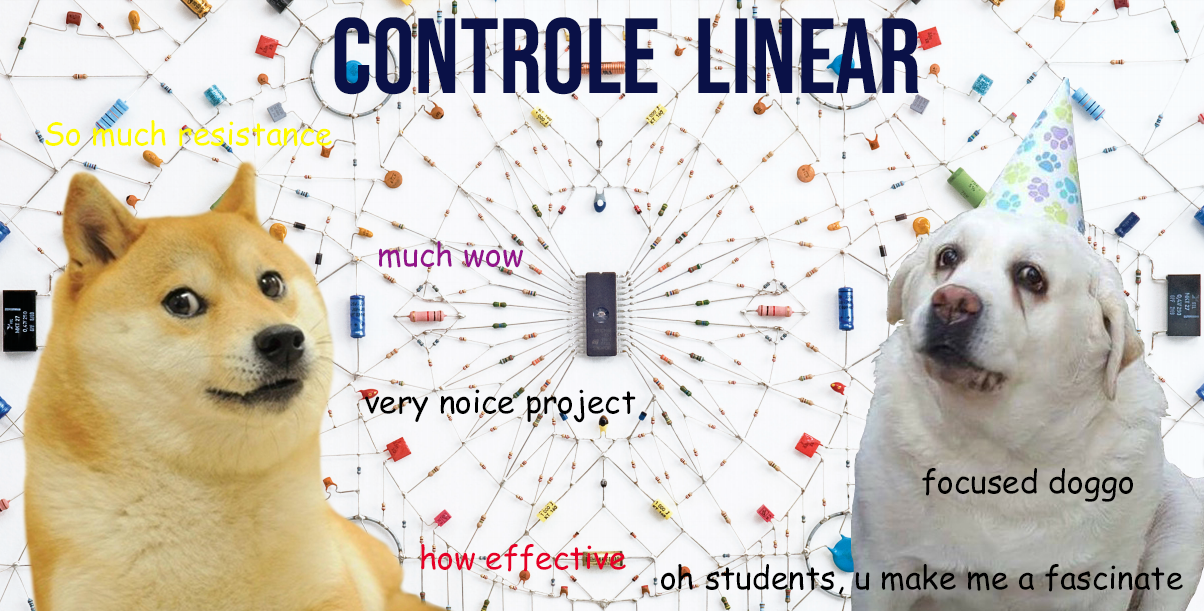 CONTROLE LINEAR
So much resistance
much wow
very noice project
focused doggo
how effective
oh students, u make me a fascinate